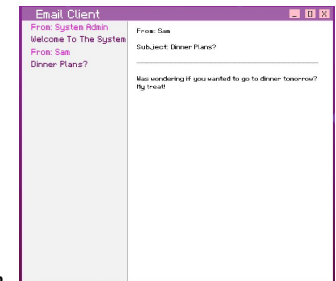 Email Client
From: System Admin
Welcome To The System
From: Sam
Dinner Plans?
From: Sam
Subject: Dinner Plans?
Was wondering if you wanted to go to dinner tomorrow?
My treat!